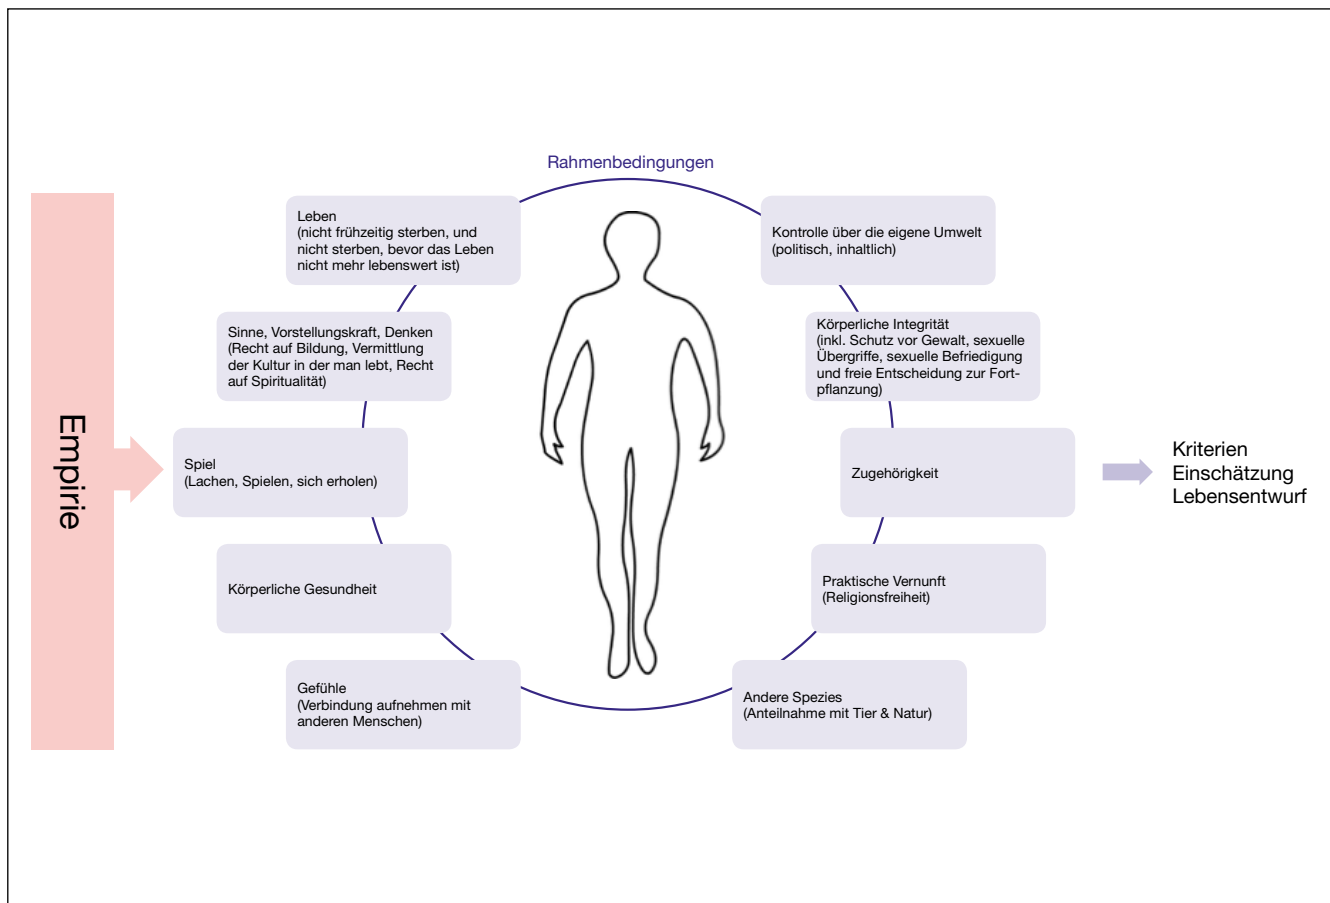 Rahmenbedingungen
Leben
(nicht frühzeitig sterben, und
nicht sterben, bevor das Leben
nicht mehr lebenswert ist)
Kontrolle über die eigene Umwelt
(politisch, inhaltlich)
Sinne, Vorstellungskraft, Denken
(Recht auf Bildung, Vermittlung
der Kultur in der man lebt, Recht
auf Spiritualität)
Körperliche Integrität
(inkl. Schutz vor Gewalt, sexuelle
Übergriffe, sexuelle Befriedigung
und freie Entscheidung zur Fort-
pflanzung)
Empirie
Spiel
(Lachen, Spielen, sich erholen)
Zugehörigkeit
Kriterien
Einschätzung
Lebensentwurf
Körperliche Gesundheit
Praktische Vernunft
(Religionsfreiheit)
Gefühle
(Verbindung aufnehmen mit
anderen Menschen)
Andere Spezies
(Anteilnahme mit Tier & Natur)